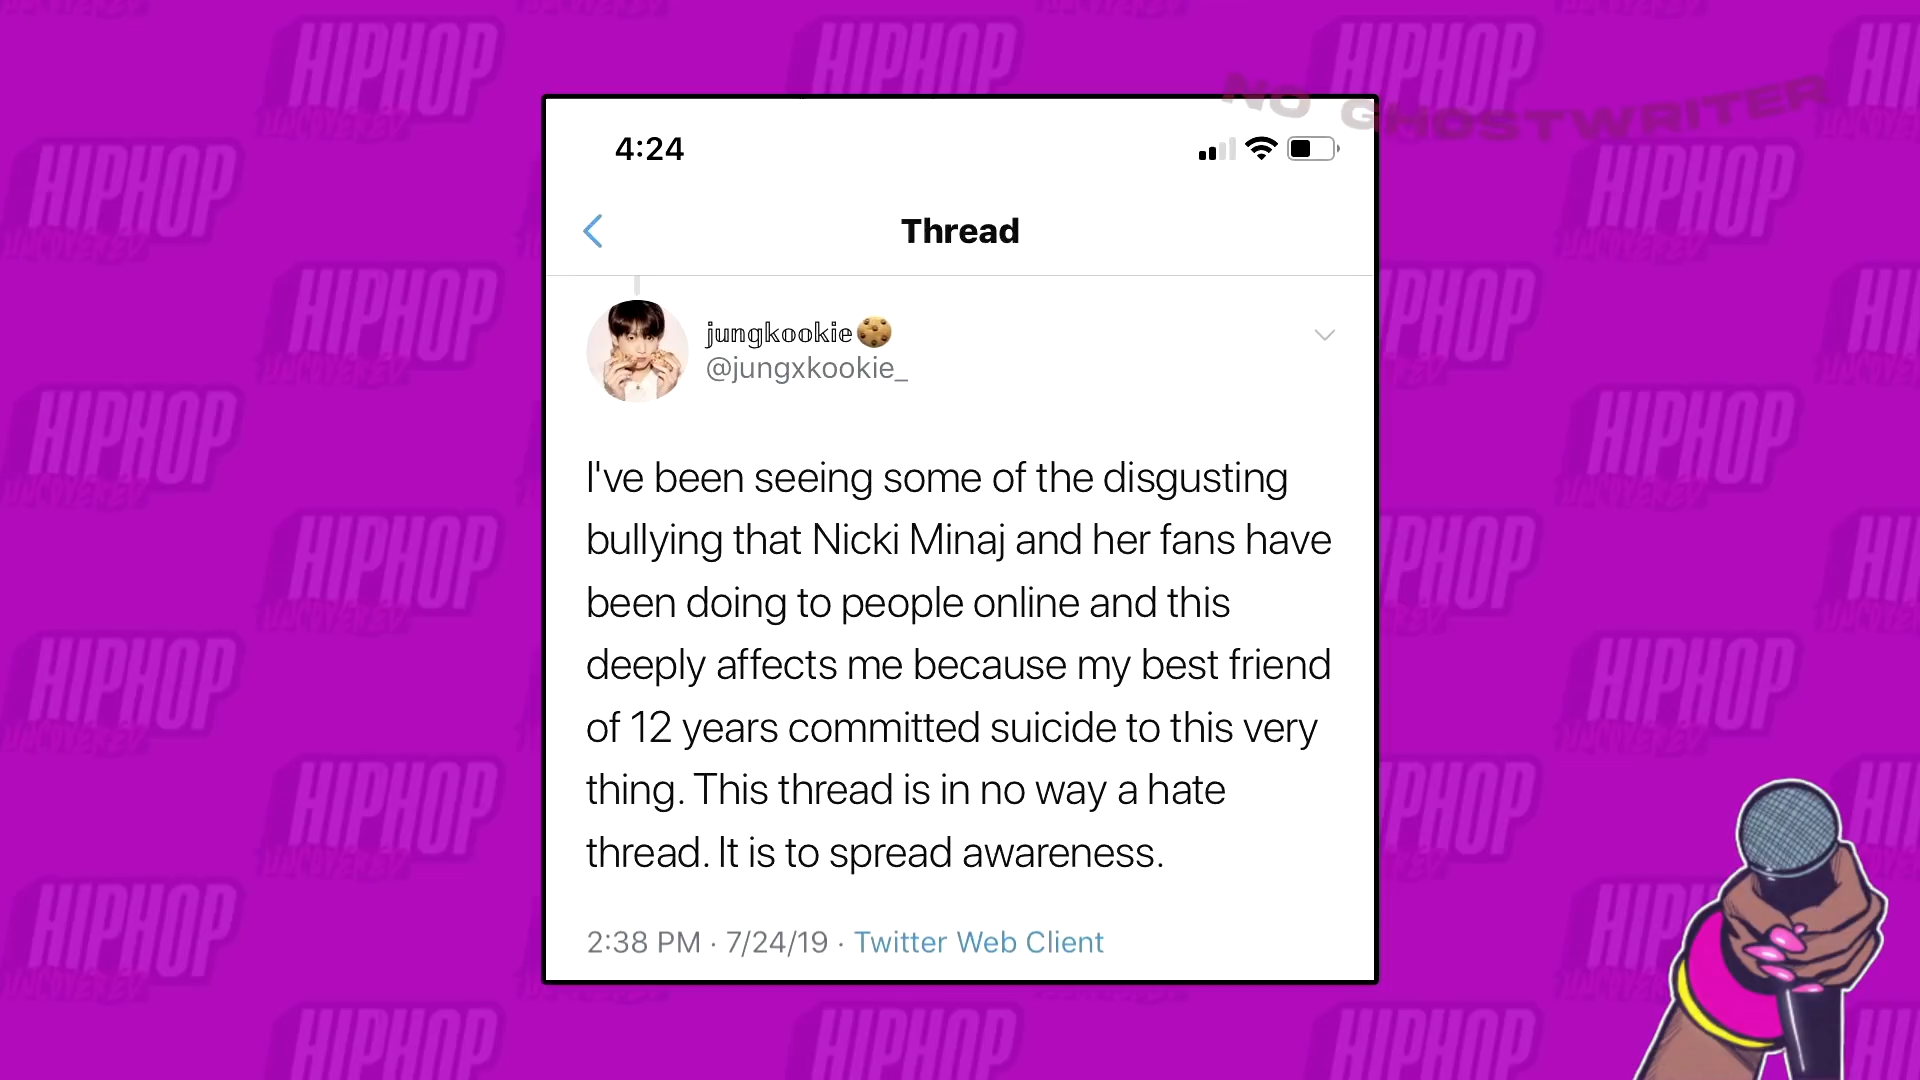 NO GHOSTWRITER
4:24
Thread
jungkookie🍪
@jungxkookie_
I've been seeing some of the disgusting
bullying that Nicki Minaj and her fans have
been doing to people online and this
deeply affects me because my best friend
of 12 years committed suicide to this very
thing. This thread is in no way a hate
thread. It is to spread awareness.
2:38 PM · 7/24/19 · Twitter Web Client
HIPHOP
UNCOVERED